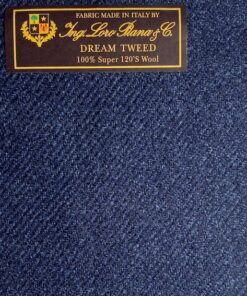 FABRIC MADE IN ITALY BY
Ing. Loro Piana & C.
DREAM TWEED
100% Super 120'S Wool